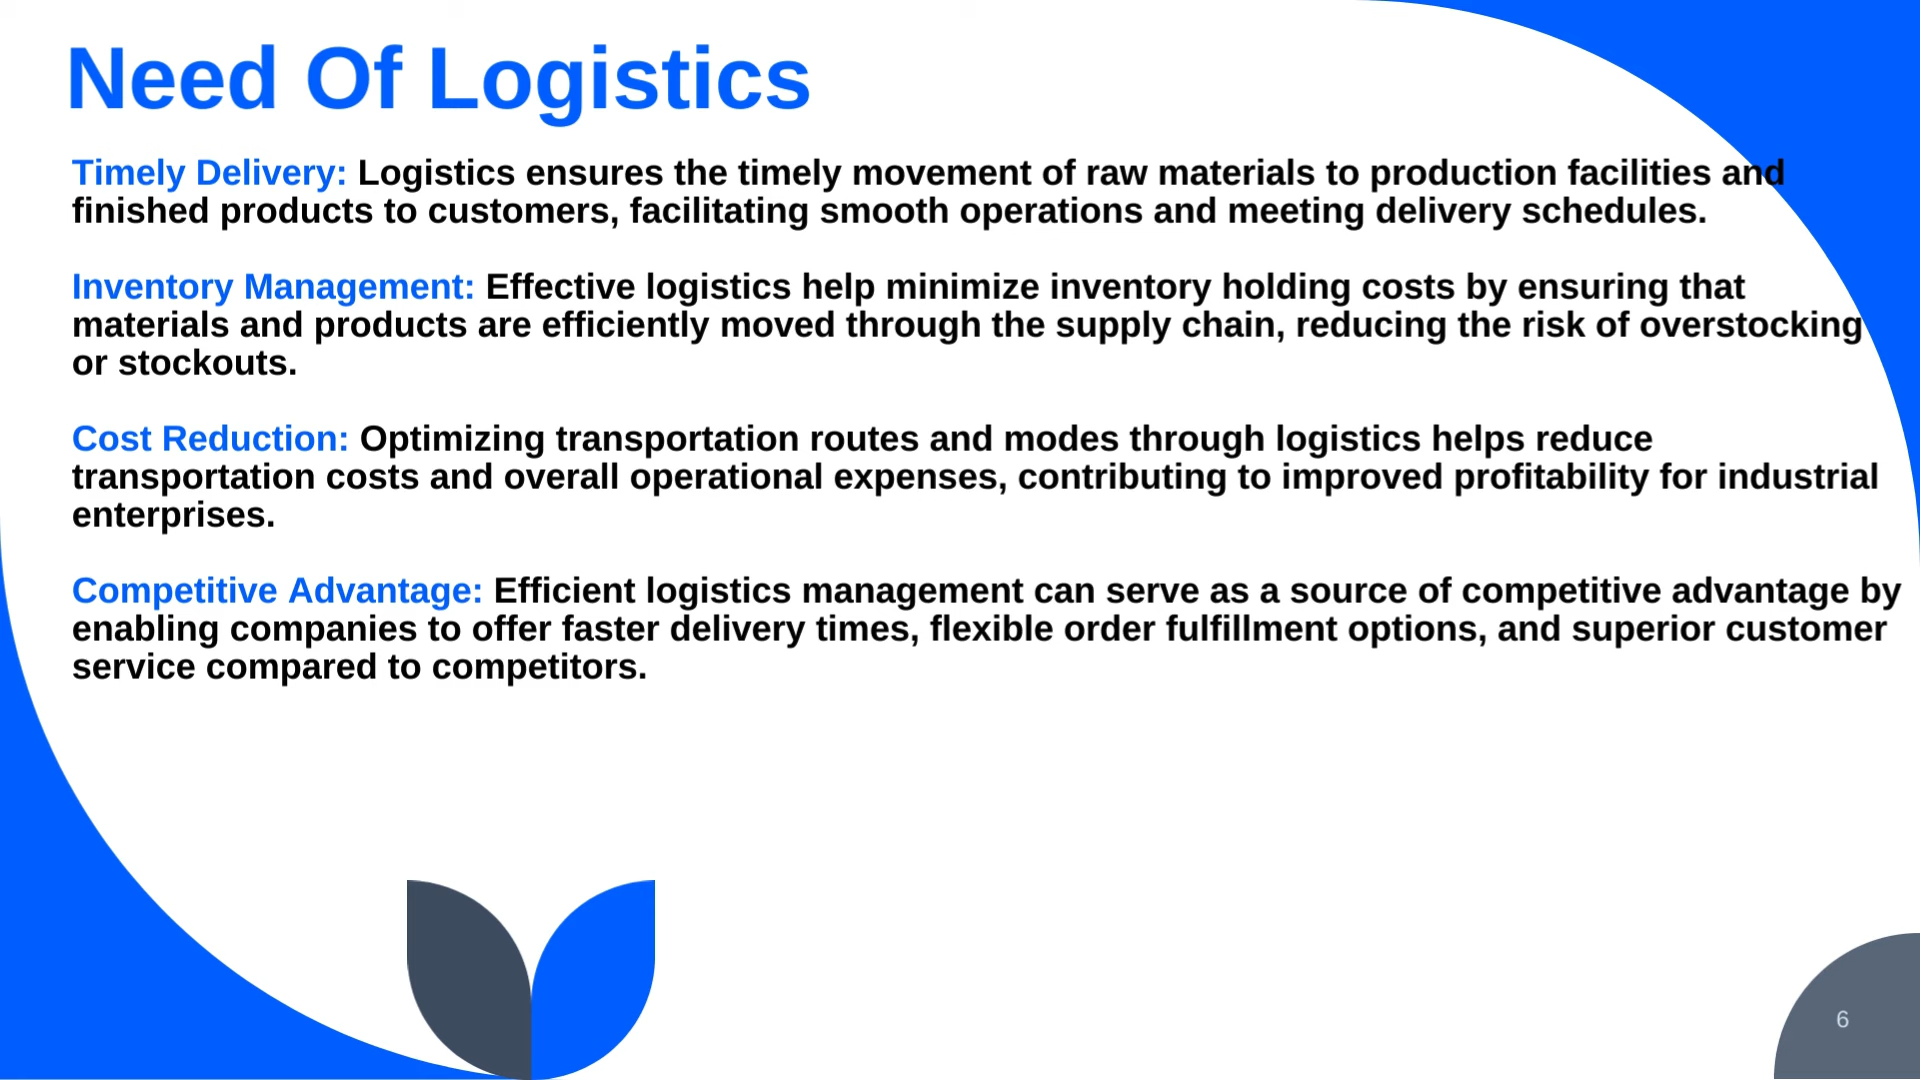 Need Of Logistics
Timely Delivery: Logistics ensures the timely movement of raw materials to production facilities and
finished products to customers, facilitating smooth operations and meeting delivery schedules.
Inventory Management: Effective logistics help minimize inventory holding costs by ensuring that
materials and products are efficiently moved through the supply chain, reducing the risk of overstocking
or stockouts.
Cost Reduction: Optimizing transportation routes and modes through logistics helps reduce
transportation costs and overall operational expenses, contributing to improved profitability for industrial
enterprises.
Competitive Advantage: Efficient logistics management can serve as a source of competitive advantage by
enabling companies to offer faster delivery times, flexible order fulfillment options, and superior customer
service compared to competitors.
6